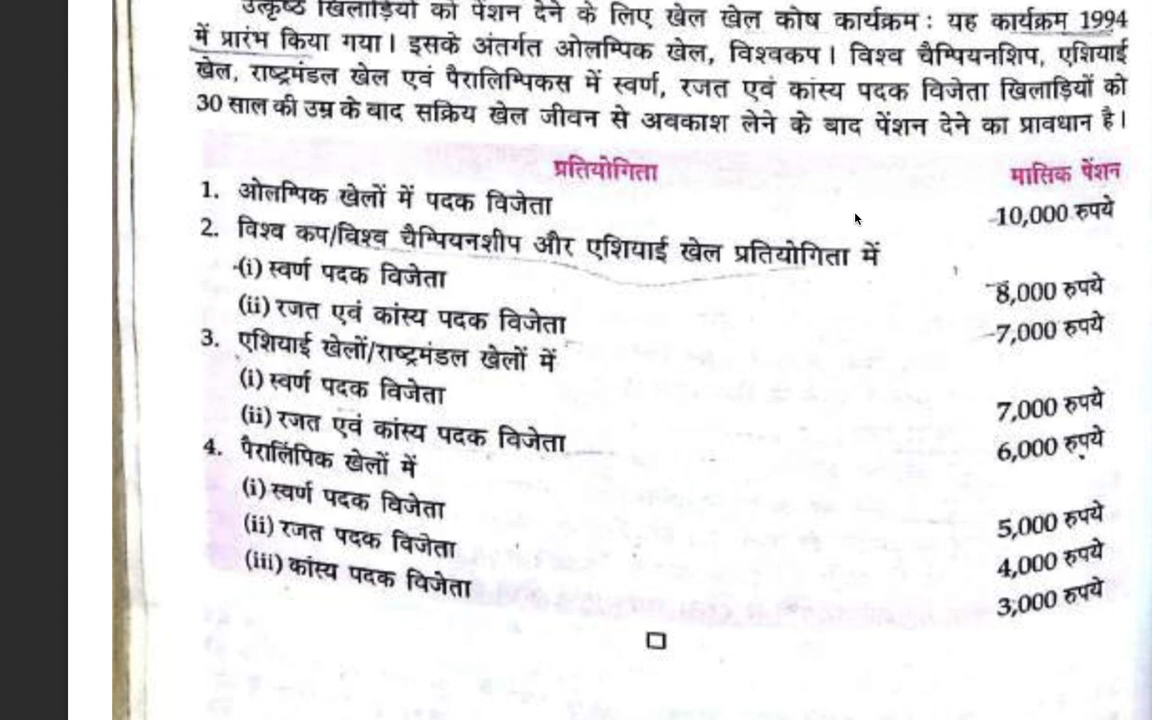 उत्कृष्ठ खिलाड़ियों को पेंशन देने के लिए खेल खेल कोष कार्यक्रम : यह कार्यक्रम 1994
में प्रारंभ किया गया। इसके अंतर्गत ओलम्पिक खेल, विश्वकप। विश्व चैम्पियनशिप, एशियाई
खेल, राष्ट्रमंडल खेल एवं पैरालिम्पिकस में स्वर्ण, रजत एवं कांस्य पदक विजेता खिलाड़ियों को
30 साल की उम्र के बाद सक्रिय खेल जीवन से अवकाश लेने के बाद पेंशन देने का प्रावधान है।
प्रतियोगिता मासिक पेंशन
1. ओलम्पिक खेलों में पदक विजेता 10,000 रुपये
2. विश्व कप/विश्व चैम्पियनशीप और एशियाई खेल प्रतियोगिता में
(i) स्वर्ण पदक विजेता 8,000 रुपये
(ii) रजत एवं कांस्य पदक विजेता 7,000 रुपये
3. एशियाई खेलों/राष्ट्रमंडल खेलों में
(i) स्वर्ण पदक विजेता 7,000 रुपये
(ii) रजत एवं कांस्य पदक विजेता 6,000 रुपये
4. पैरालिंपिक खेलों में
(i) स्वर्ण पदक विजेता 5,000 रुपये
(ii) रजत पदक विजेता 4,000 रुपये
(iii) कांस्य पदक विजेता 3,000 रुपये